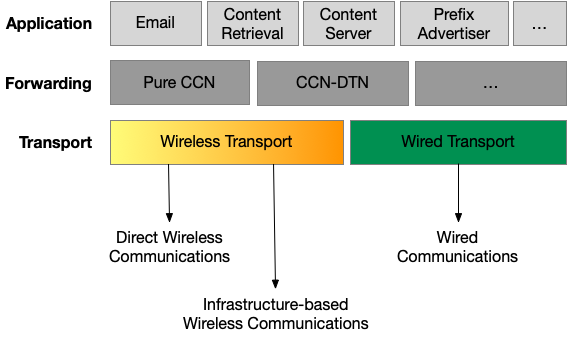 Application
Email
Content
Retrieval
Content
Server
Prefix
Advertiser
...
Forwarding
Pure CCN
CCN-DTN
...
Transport
Wireless Transport
Wired Transport
Direct Wireless
Communications
Wired
Communications
Infrastructure-based
Wireless Communications